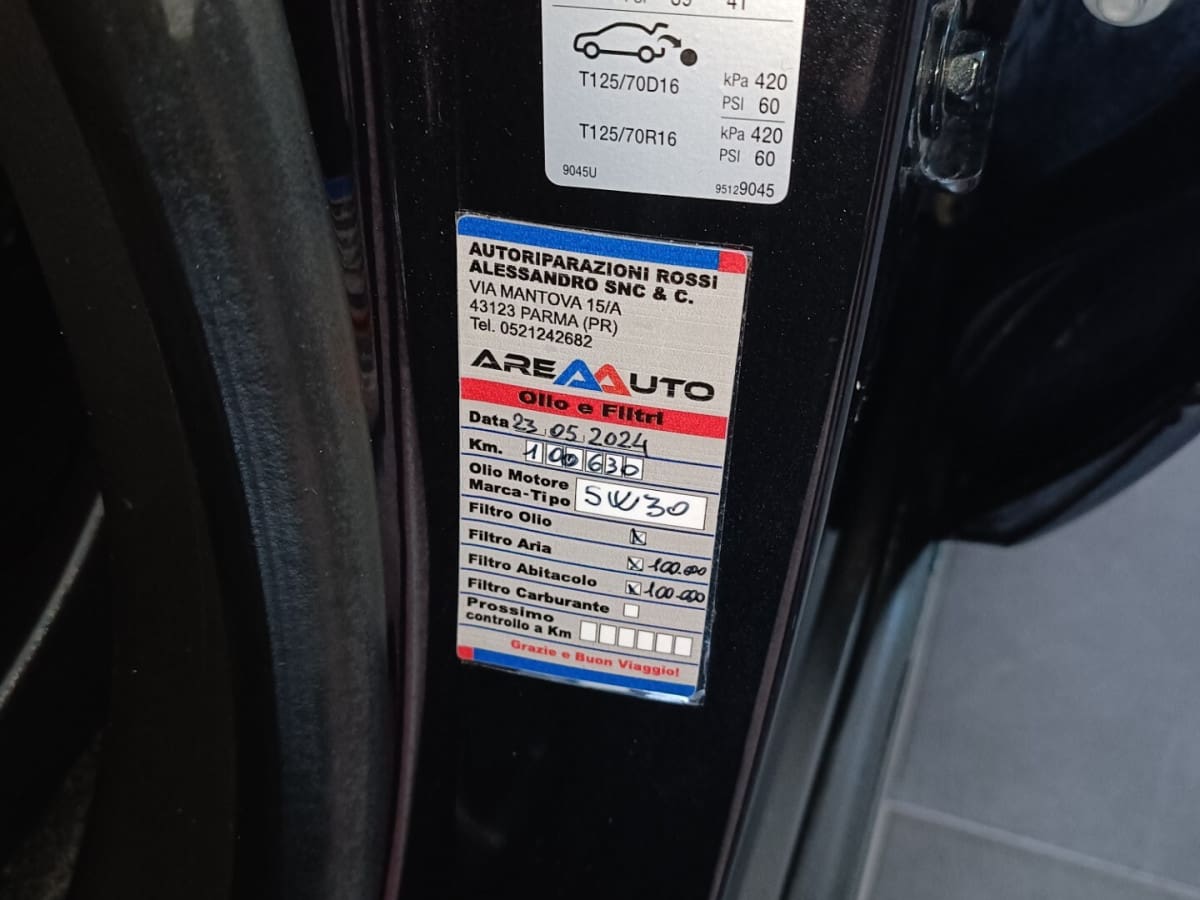 T125/70D16 kPa 420
PSI 60
T125/70R16 kPa 420
PSI 60
9045U 95129045
AUTORIPARAZIONI ROSSI
ALESSANDRO SNC & C.
VIA MANTOVA 15/A
43123 PARMA (PR)
Tel. 0521242682
AREAAUTO
Olio e Filtri
Data 23.05.2024
Km. 100630
Olio Motore
Marca-Tipo 5W30
Filtro Olio
Filtro Aria 100.000
Filtro Abitacolo 100.000
Filtro Carburante
Prossimo
controllo a Km
Grazie e Buon Viaggio!